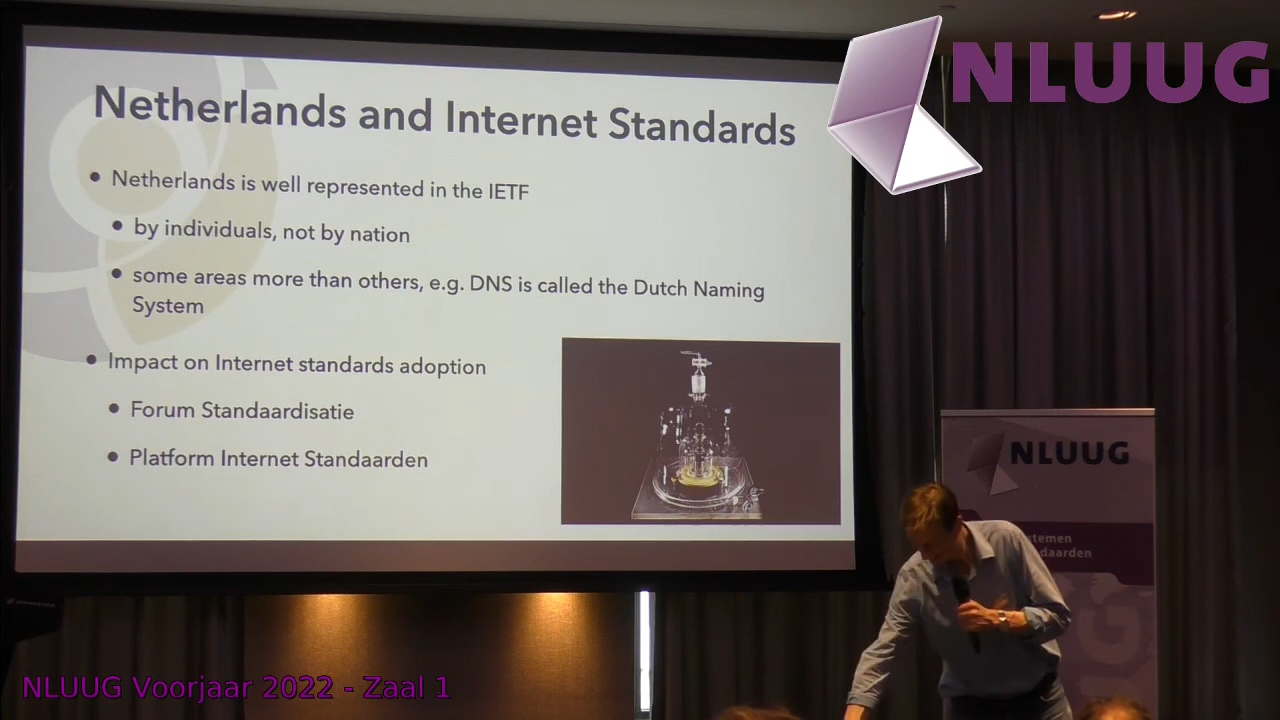 Netherlands and Internet Standards
• Netherlands is well represented in the IETF
• by individuals, not by nation
• some areas more than others, e.g. DNS is called the Dutch Naming
System
• Impact on Internet standards adoption
• Forum Standaardisatie
• Platform Internet Standaarden
NLUUG
NLUUG
stemen
daarden
NLUUG Voorjaar 2022 - Zaal 1